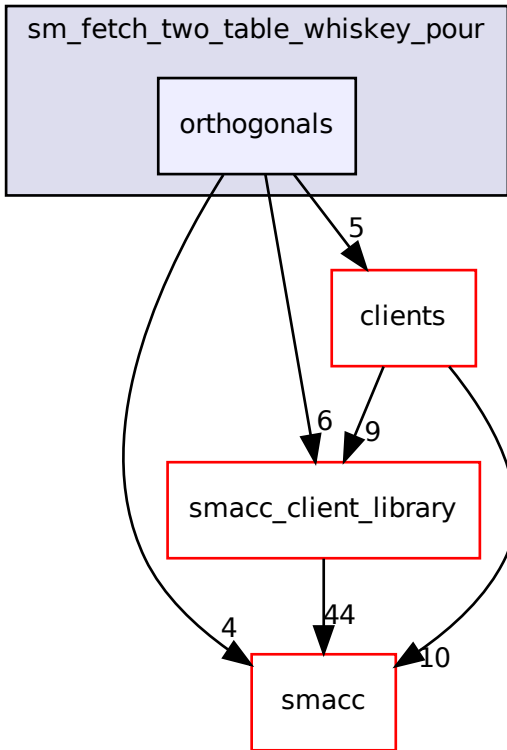 sm_fetch_two_table_whiskey_pour
orthogonals
5
clients
6
9
smacc_client_library
4
44
10
smacc